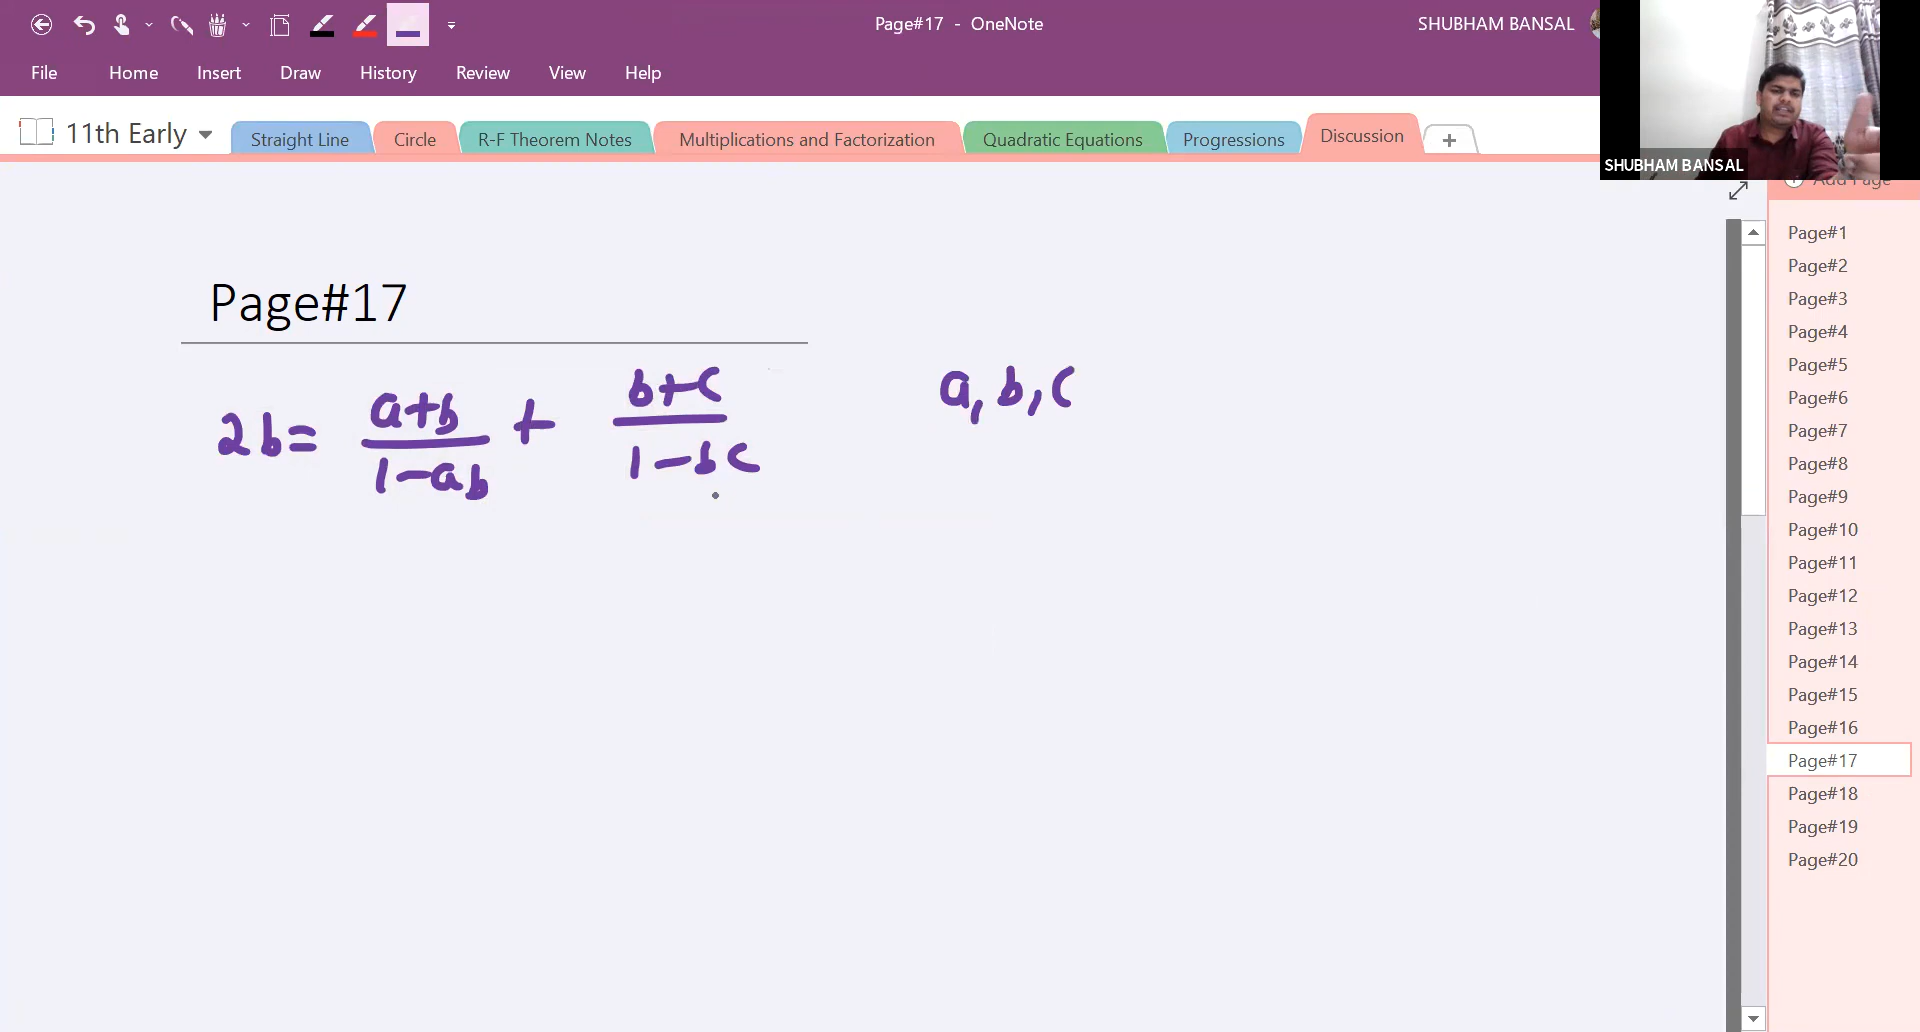 Page#17 - OneNote
SHUBHAM BANSAL
File Home Insert Draw History Review View Help
11th Early
Straight Line Circle R-F Theorem Notes Multiplications and Factorization Quadratic Equations Progressions Discussion +
SHUBHAM BANSAL
Add Page
Page#17
2b = (a+b)/(1-ab) + (b+c)/(1-bc)
a, b, c
Page#1
Page#2
Page#3
Page#4
Page#5
Page#6
Page#7
Page#8
Page#9
Page#10
Page#11
Page#12
Page#13
Page#14
Page#15
Page#16
Page#17
Page#18
Page#19
Page#20